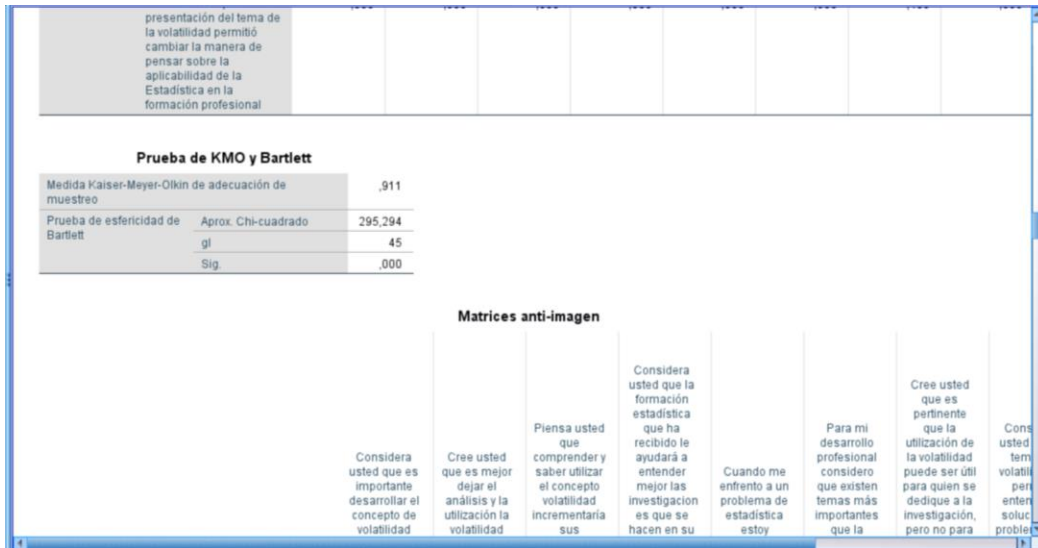 presentación del tema de
la volatilidad permitió
cambiar la manera de
pensar sobre la
aplicabilidad de la
Estadística en la
formación profesional
Prueba de KMO y Bartlett
Medida Kaiser-Meyer-Olkin de adecuación de
muestreo
,911
Prueba de esfericidad de
Bartlett
Aprox. Chi-cuadrado
295,294
gl
45
Sig.
,000
Matrices anti-imagen
Considera
usted que es
importante
desarrollar el
concepto de
volatilidad
Cree usted
que es mejor
dejar el
análisis y la
utilización la
volatilidad
Piensa usted
que
comprender y
saber utilizar
el concepto
volatilidad
incrementaría
sus
Considera
usted que la
formación
estadística
que ha
recibido le
ayudará a
entender
mejor las
investigacion
es que se
hacen en su
Cuando me
enfrento a un
problema de
estadística
estoy
Para mi
desarrollo
profesional
considero
que existen
temas más
importantes
que la
Cree usted
que es
pertinente
que la
utilización de
la volatilidad
puede ser útil
para quien se
dedique a la
investigación,
pero no para
Cons
usted
tem
volatili
per
enten
soluc